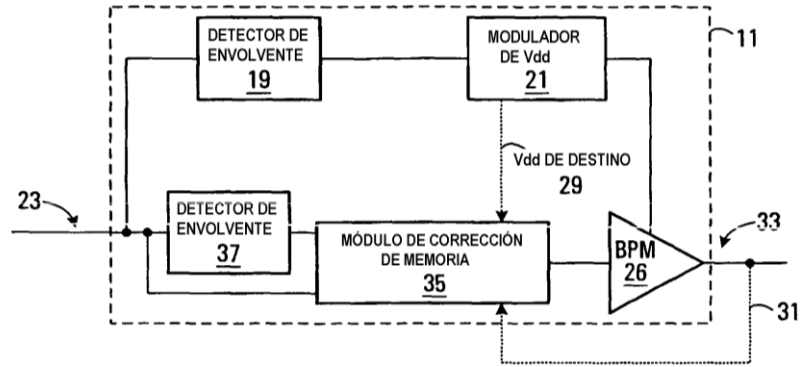 DETECTOR DE
ENVOLVENTE
19
MODULADOR
DE Vdd
21
11
Vdd DE DESTINO
29
23
DETECTOR DE
ENVOLVENTE
37
MÓDULO DE CORRECCIÓN
DE MEMORIA
35
BPM
26
33
31